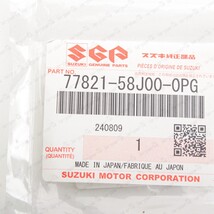 SGP
スズキ純正部品
SUZUKI GENUINE PARTS
PIÈCES D'ORIGINE DE SUZUKI
PART NO.
77821-58J00-0PG
240809
1
MADE IN JAPAN/FABRIQUÉ AU JAPON
SUZUKI MOTOR CORPORATION